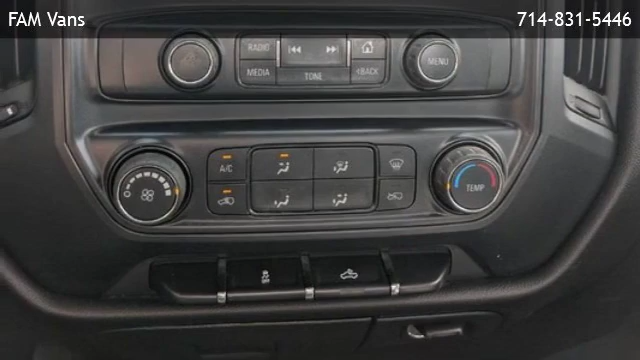 FAM Vans 714-831-5446
RADIO
MEDIA TONE <BACK MENU
A/C
TEMP